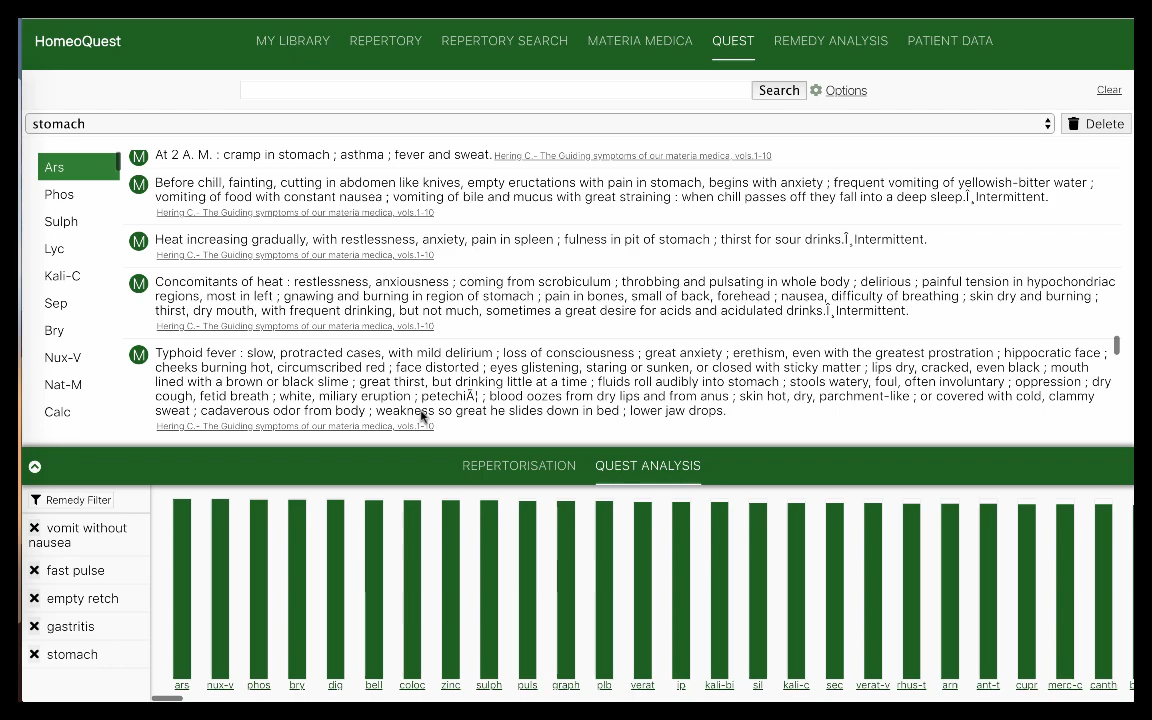 HomeoQuest
MY LIBRARY REPERTORY REPERTORY SEARCH MATERIA MEDICA QUEST REMEDY ANALYSIS PATIENT DATA
Search Options Clear
stomach Delete
Ars
Phos
Sulph
Lyc
Kali-C
Sep
Bry
Nux-V
Nat-M
Calc
M At 2 A. M. : cramp in stomach ; asthma ; fever and sweat. Hering C.- The Guiding symptoms of our materia medica, vols.1-10
M Before chill, fainting, cutting in abdomen like knives, empty eructations with pain in stomach, begins with anxiety ; frequent vomiting of yellowish-bitter water ;
vomiting of food with constant nausea ; vomiting of bile and mucus with great straining : when chill passes off they fall into a deep sleep.Î¸Intermittent.
Hering C.- The Guiding symptoms of our materia medica, vols.1-10
M Heat increasing gradually, with restlessness, anxiety, pain in spleen ; fulness in pit of stomach ; thirst for sour drinks.Î¸Intermittent.
Hering C.- The Guiding symptoms of our materia medica, vols.1-10
M Concomitants of heat : restlessness, anxiousness ; coming from scrobiculum ; throbbing and pulsating in whole body ; delirious ; painful tension in hypochondriac
regions, most in left ; gnawing and burning in region of stomach ; pain in bones, small of back, forehead ; nausea, difficulty of breathing ; skin dry and burning ;
thirst, dry mouth, with frequent drinking, but not much, sometimes a great desire for acids and acidulated drinks.Î¸Intermittent.
Hering C.- The Guiding symptoms of our materia medica, vols.1-10
M Typhoid fever : slow, protracted cases, with mild delirium ; loss of consciousness ; great anxiety ; erethism, even with the greatest prostration ; hippocratic face ;
cheeks burning hot, circumscribed red ; face distorted ; eyes glistening, staring or sunken, or closed with sticky matter ; lips dry, cracked, even black ; mouth
lined with a brown or black slime ; great thirst, but drinking little at a time ; fluids roll audibly into stomach ; stools watery, foul, often involuntary ; oppression ; dry
cough, fetid breath ; white, miliary eruption ; petechiÃ¦ ; blood oozes from dry lips and from anus ; skin hot, dry, parchment-like ; or covered with cold, clammy
sweat ; cadaverous odor from body ; weakness so great he slides down in bed ; lower jaw drops.
Hering C.- The Guiding symptoms of our materia medica, vols.1-10
REPERTORISATION QUEST ANALYSIS
Remedy Filter
vomit without
nausea
fast pulse
empty retch
gastritis
stomach
ars nux-v phos bry dig bell coloc zinc sulph puls graph plb verat ip kali-bi sil kali-c sec verat-v rhus-t arn ant-t cupr merc-c canth